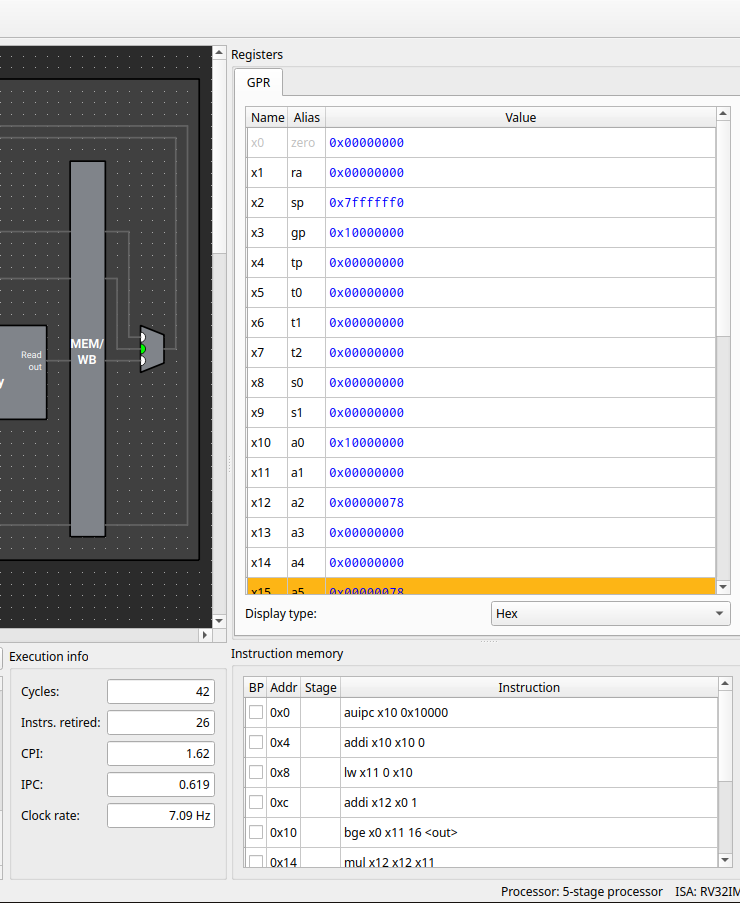 Registers
GPR
Name Alias Value
x0 zero 0x00000000
x1 ra 0x00000000
x2 sp 0x7ffffff0
x3 gp 0x10000000
x4 tp 0x00000000
x5 t0 0x00000000
x6 t1 0x00000000
x7 t2 0x00000000
x8 s0 0x00000000
x9 s1 0x00000000
x10 a0 0x10000000
x11 a1 0x00000000
x12 a2 0x00000078
x13 a3 0x00000000
x14 a4 0x00000000
x15 a5 0x00000078
Display type: Hex
Read
out
y
MEM/
WB
Execution info
Cycles: 42
Instrs. retired: 26
CPI: 1.62
IPC: 0.619
Clock rate: 7.09 Hz
Instruction memory
BP Addr Stage Instruction
0x0 auipc x10 0x10000
0x4 addi x10 x10 0
0x8 lw x11 0 x10
0xc addi x12 x0 1
0x10 bge x0 x11 16 <out>
0x14 mul x12 x12 x11
Processor: 5-stage processor ISA: RV32IM